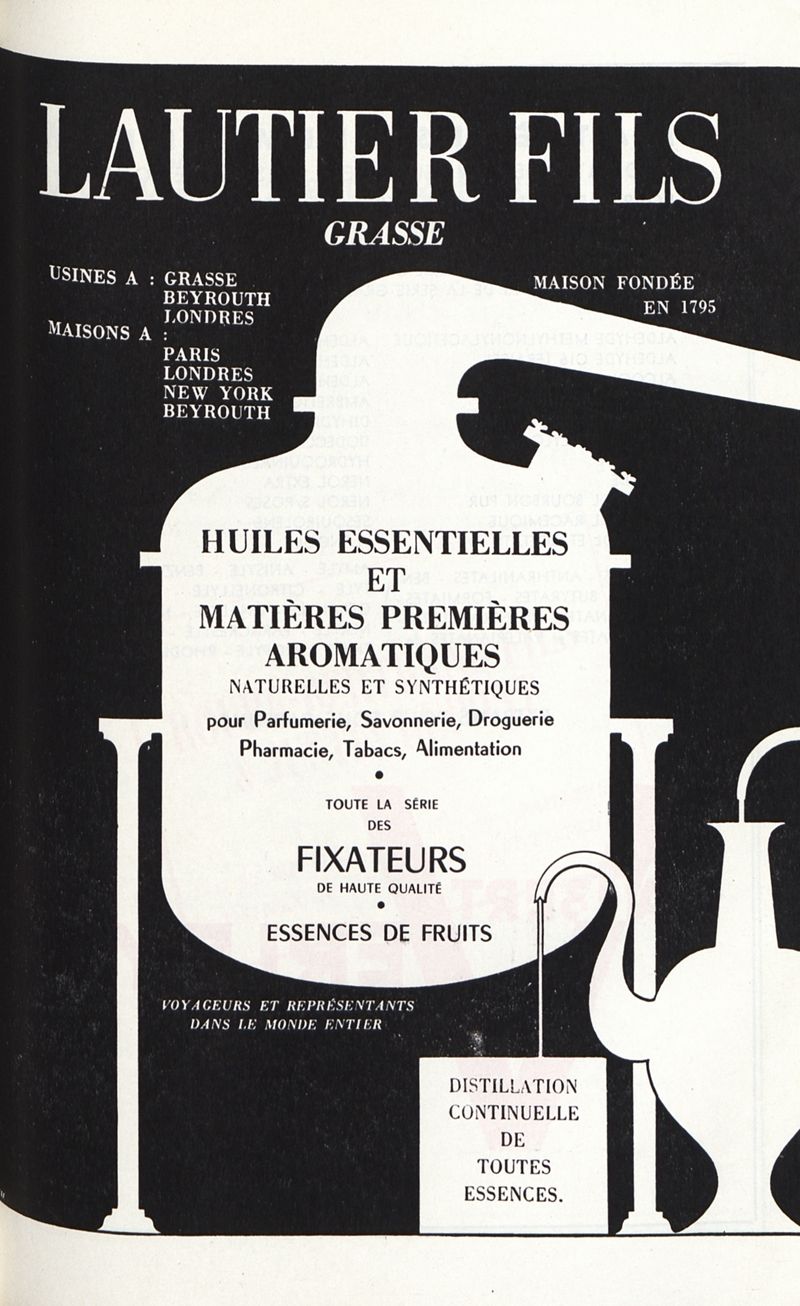 LAUTIER FILS
GRASSE
USINES A : GRASSE
BEYROUTH
LONDRES
MAISONS A :
PARIS
LONDRES
NEW YORK
BEYROUTH
MAISON FONDÉE
EN 1795
HUILES ESSENTIELLES
ET
MATIÈRES PREMIÈRES
AROMATIQUES
NATURELLES ET SYNTHÉTIQUES
pour Parfumerie, Savonnerie, Droguerie
Pharmacie, Tabacs, Alimentation
•
TOUTE LA SÉRIE
DES
FIXATEURS
DE HAUTE QUALITÉ
•
ESSENCES DE FRUITS
VOYAGEURS ET REPRÉSENTANTS
DANS LE MONDE ENTIER
DISTILLATION
CONTINUELLE
DE
TOUTES
ESSENCES.